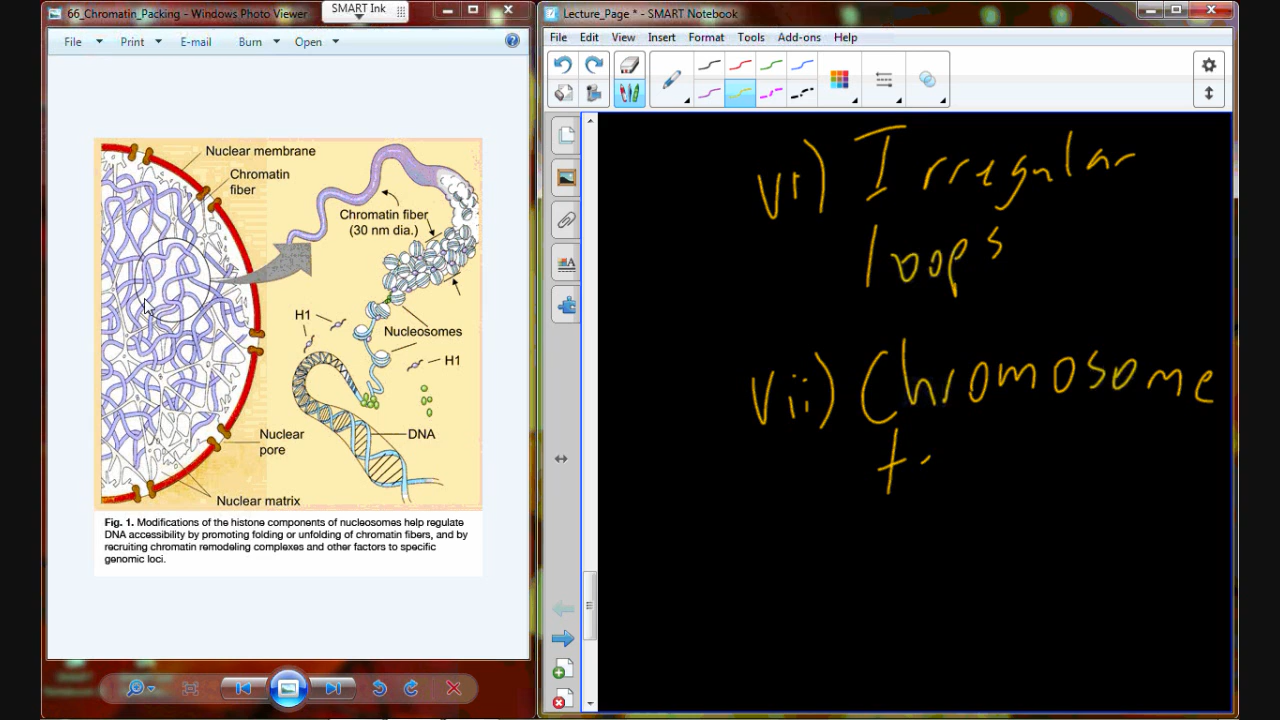 66_Chromatin_Packing - Windows Photo Viewer
SMART Ink
File Print E-mail Burn Open
Nuclear membrane
Chromatin
fiber
Chromatin fiber
(30 nm dia.)
H1
Nucleosomes
H1
DNA
Nuclear
pore
Nuclear matrix
Fig. 1. Modifications of the histone components of nucleosomes help regulate
DNA accessibility by promoting folding or unfolding of chromatin fibers, and by
recruiting chromatin remodeling complexes and other factors to specific
genomic loci.
Lecture_Page * - SMART Notebook
File Edit View Insert Format Tools Add-ons Help
vi) Irregular
loops
vii) Chromosome
t